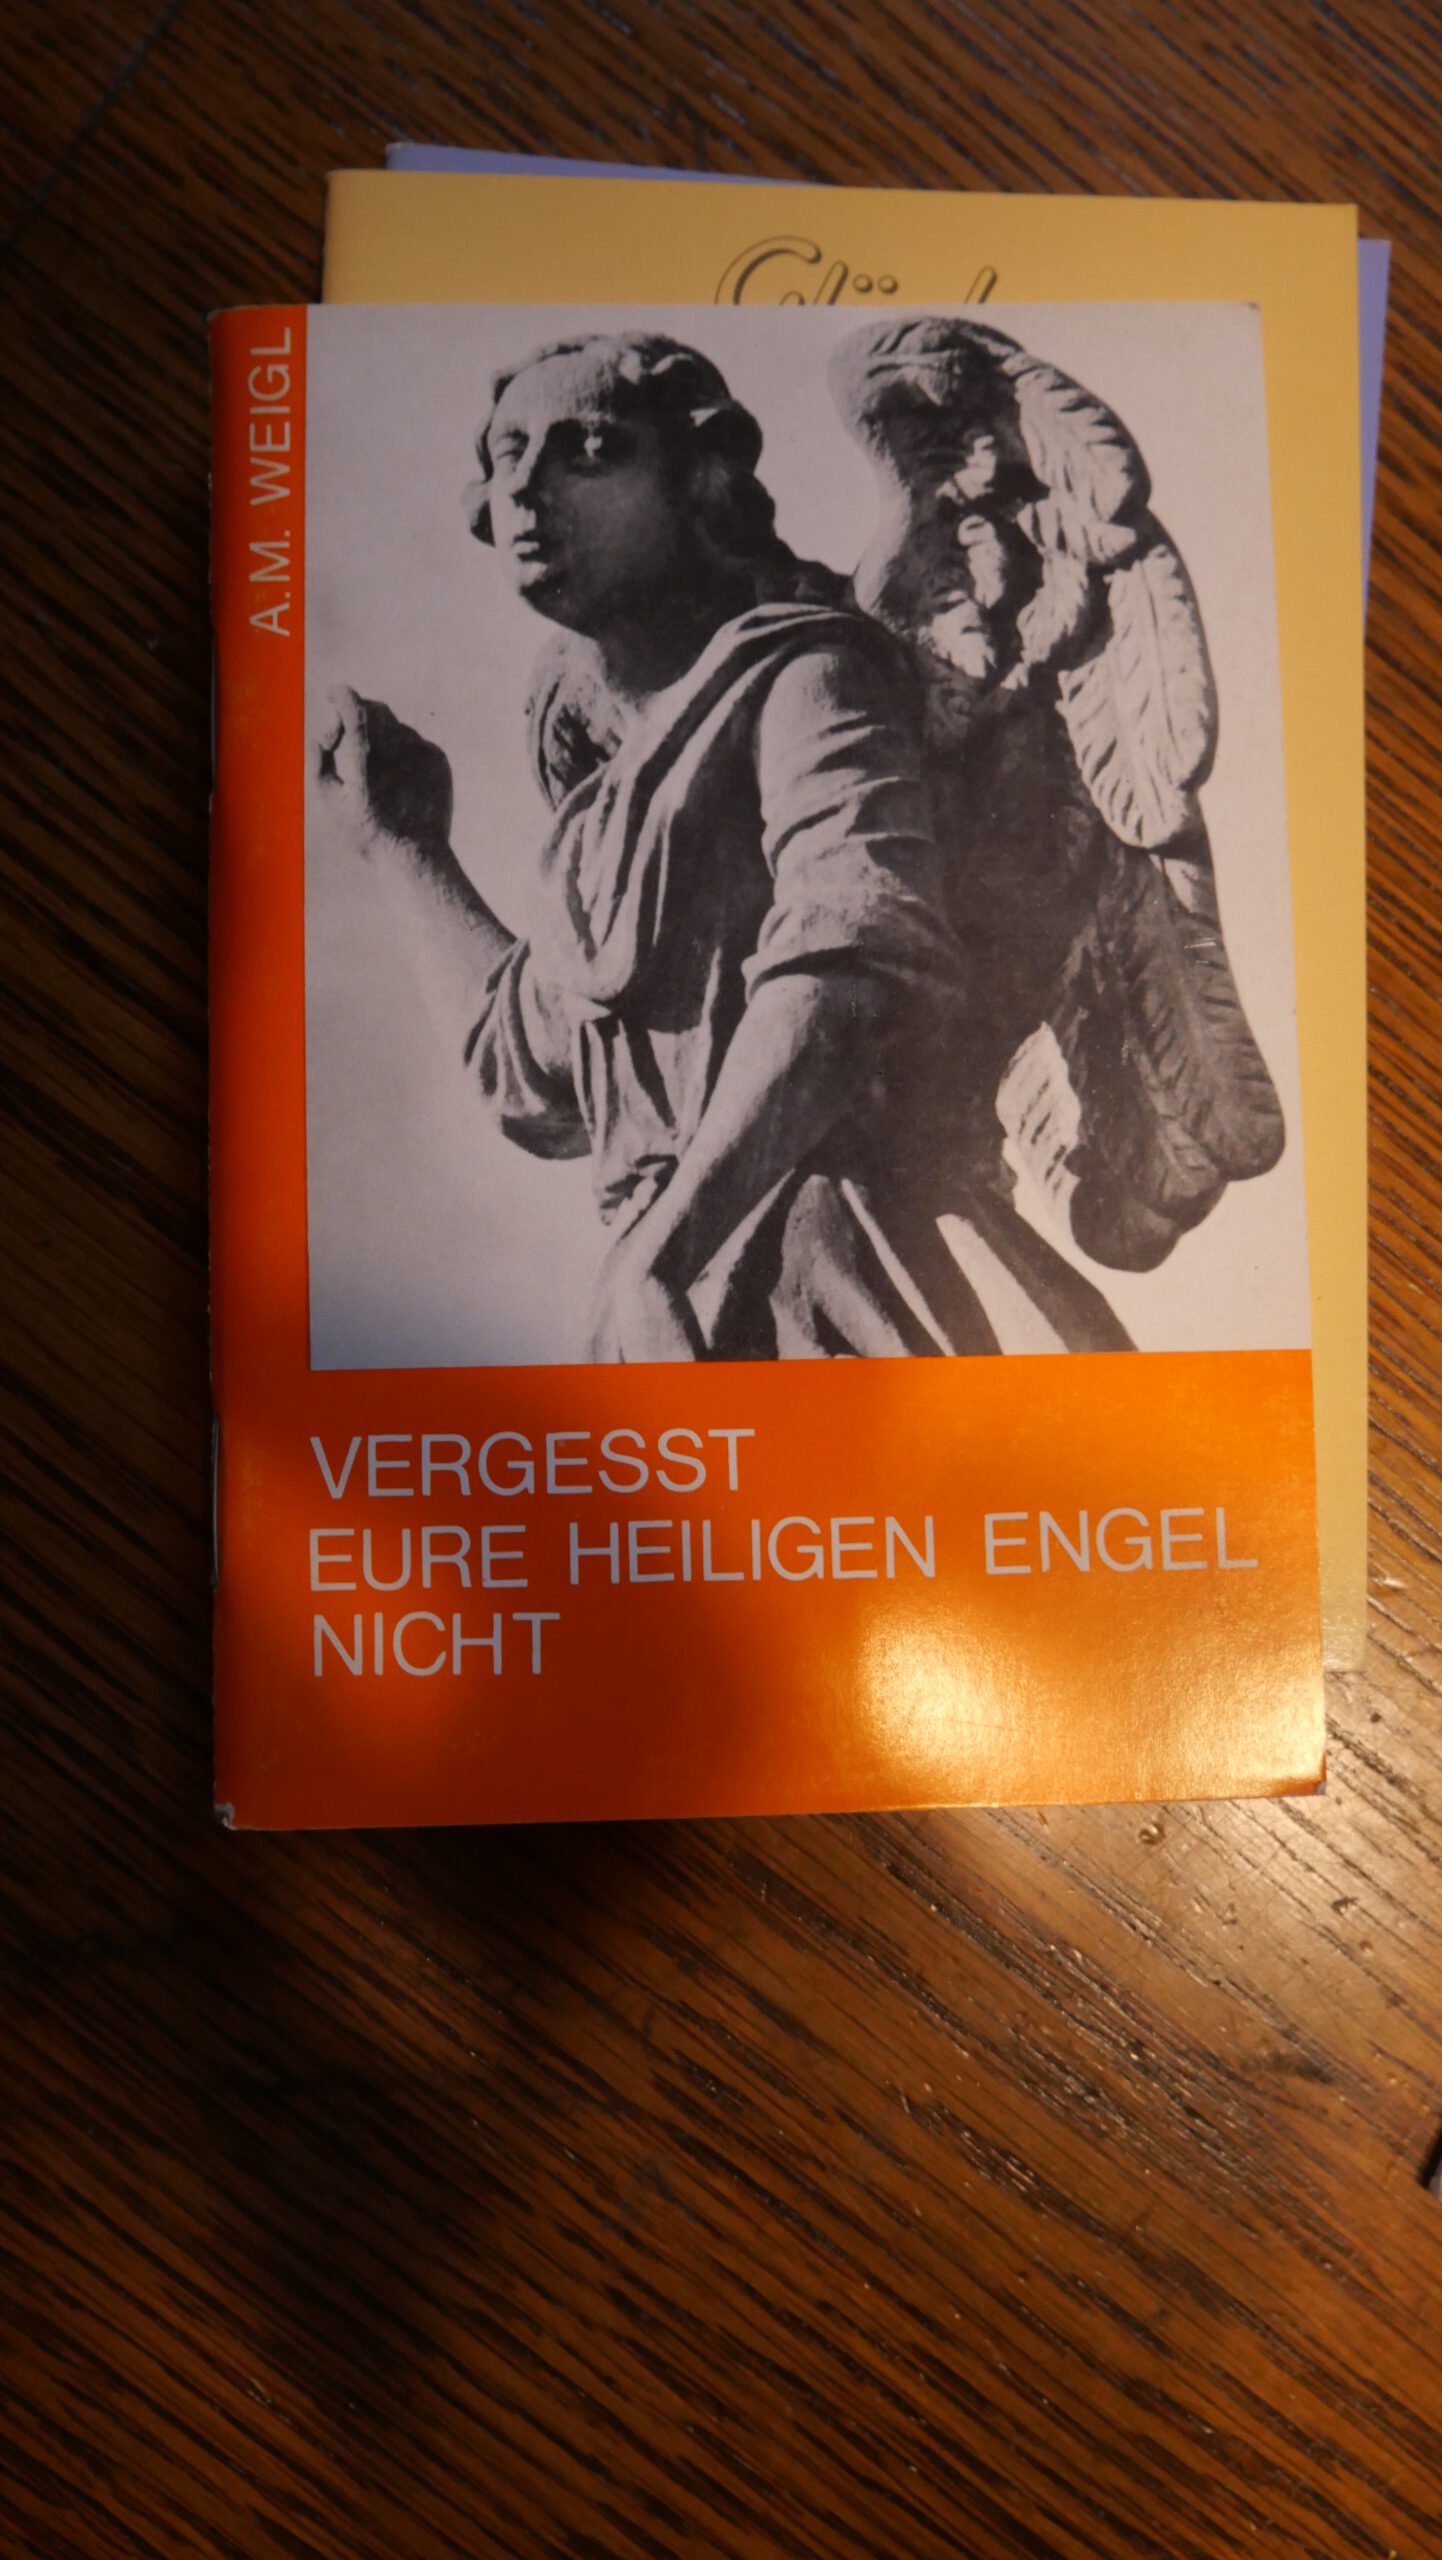 A.M. WEIGL
VERGESST
EURE HEILIGEN ENGEL
NICHT